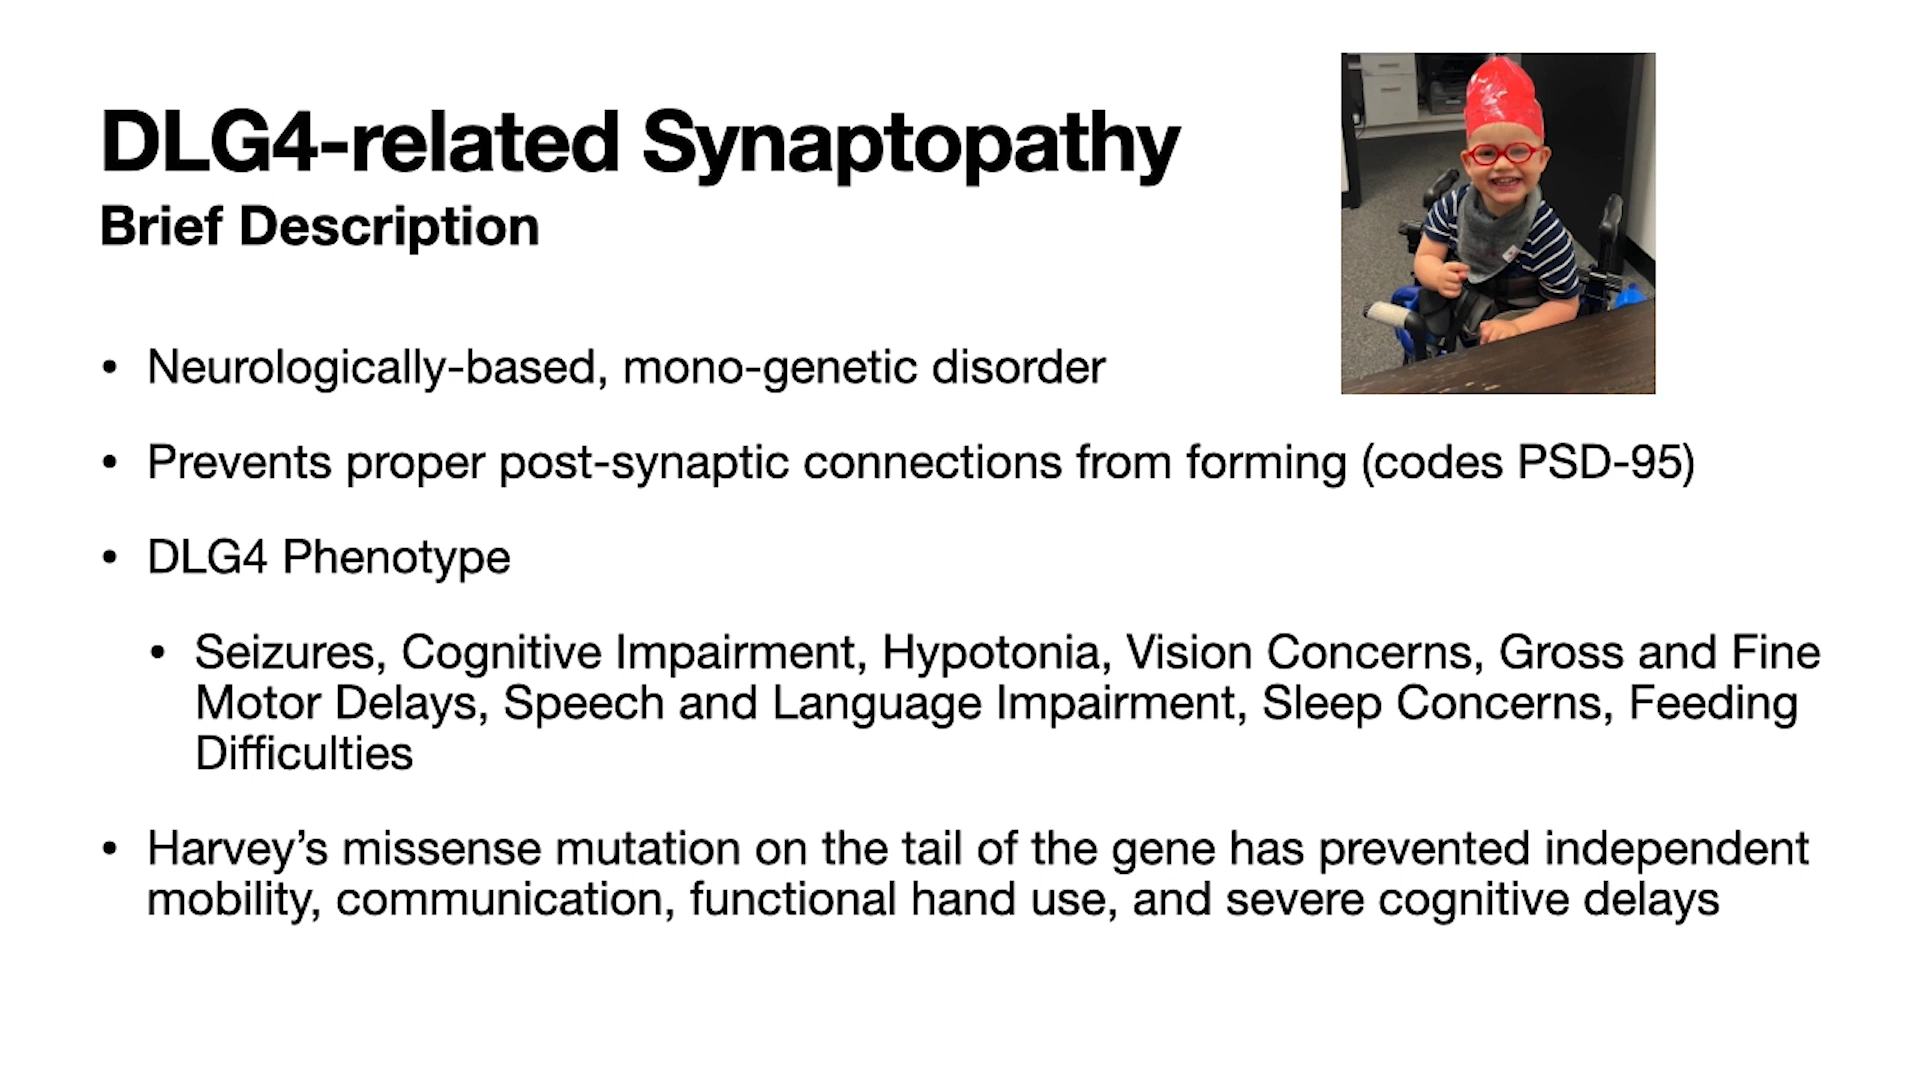 DLG4-related Synaptopathy
Brief Description
• Neurologically-based, mono-genetic disorder
• Prevents proper post-synaptic connections from forming (codes PSD-95)
• DLG4 Phenotype
• Seizures, Cognitive Impairment, Hypotonia, Vision Concerns, Gross and Fine
Motor Delays, Speech and Language Impairment, Sleep Concerns, Feeding
Difficulties
• Harvey’s missense mutation on the tail of the gene has prevented independent
mobility, communication, functional hand use, and severe cognitive delays